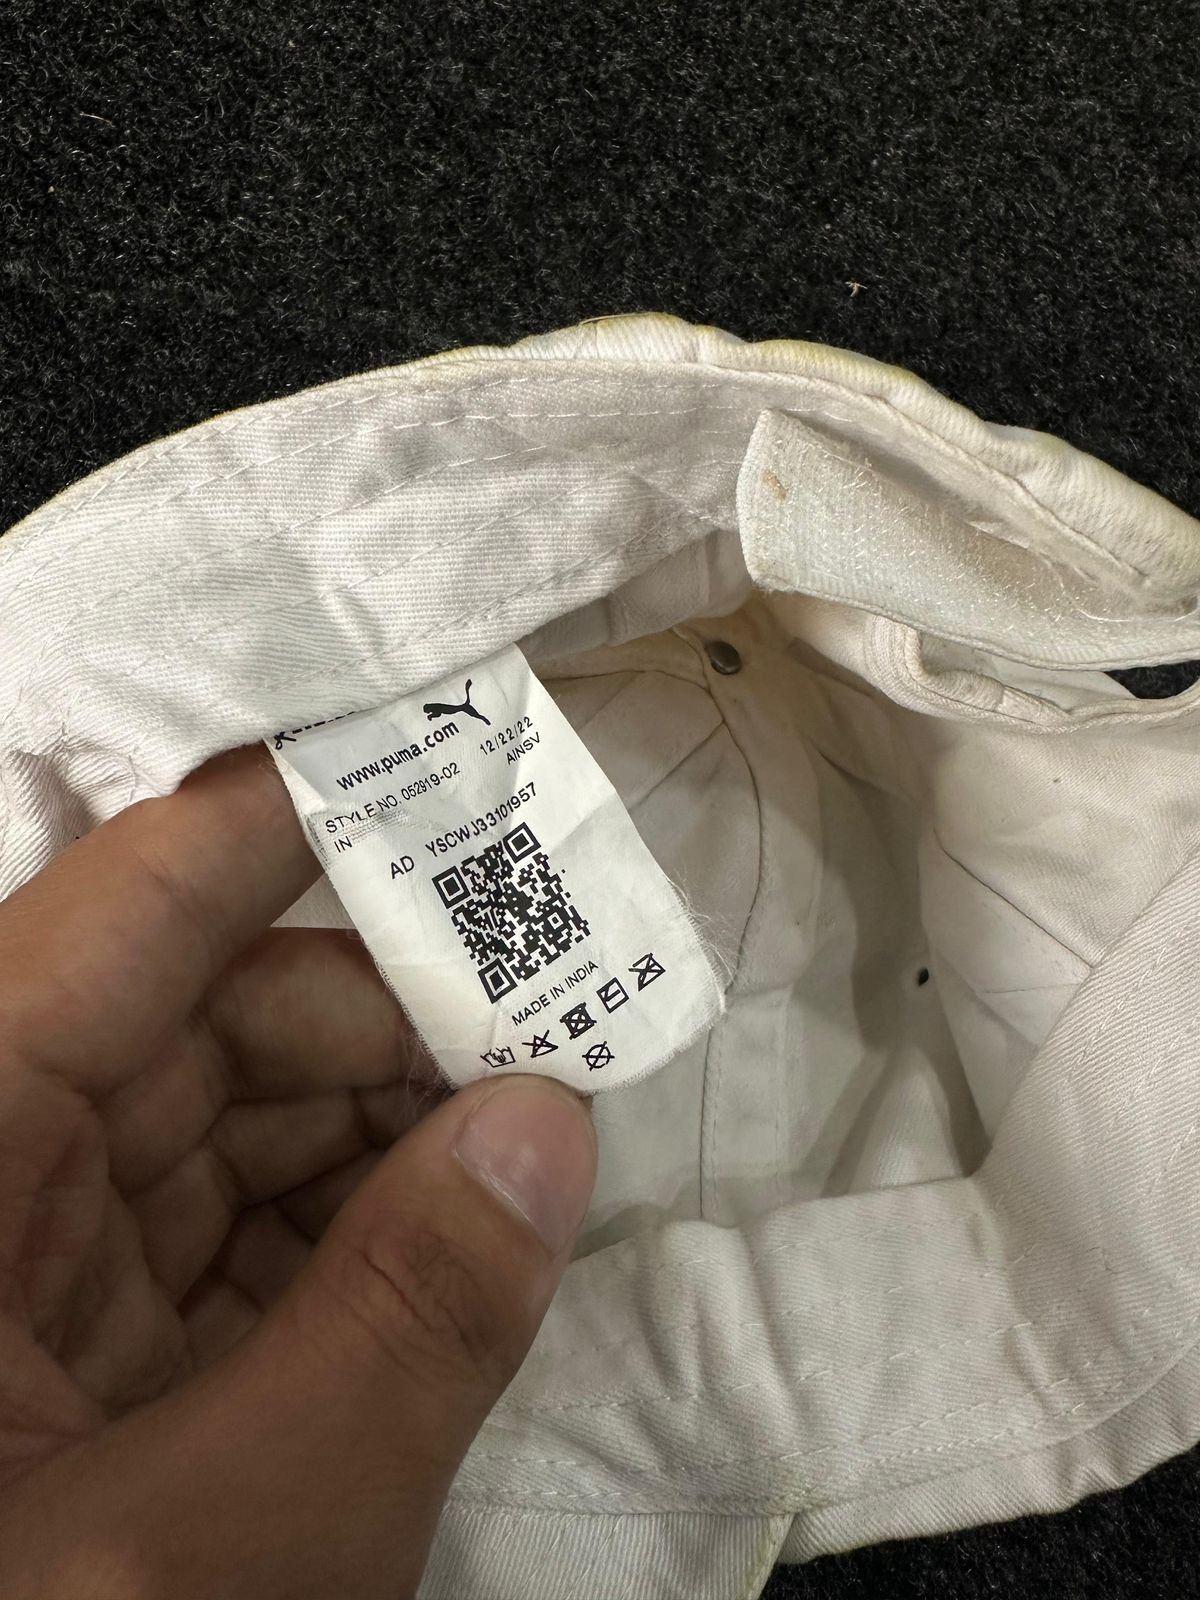 www.puma.com
STYLE NO. 052919-02 12/22/22
IN AINSV
AD YSCWJ33101957
MADE IN INDIA